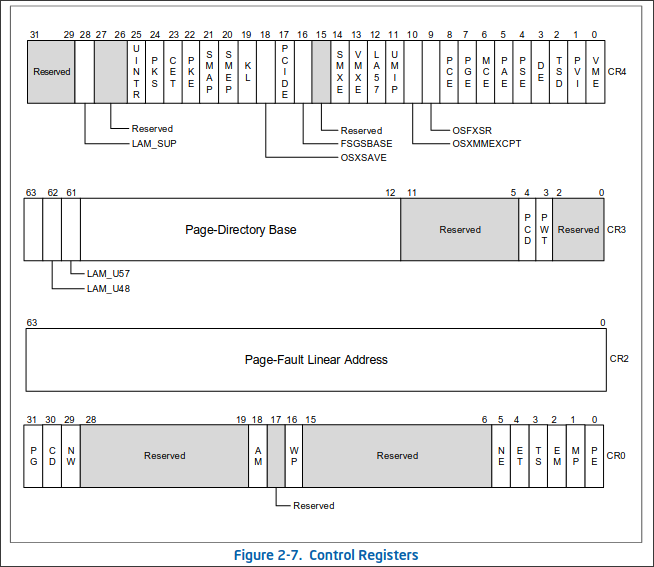 31 29 28 27 26 25 24 23 22 21 20 19 18 17 16 15 14 13 12 11 10 9 8 7 6 5 4 3 2 1 0
Reserved UINTR PKS CET PKE SMAP SMEP KL PCIDE SMXE VMXE LA57 UMIP PCE PGE MCE PAE PSE DE TSD PVI VME CR4
Reserved Reserved OSFXSR
LAM_SUP FSGSBASE OSXMMEXCPT
OSXSAVE
63 62 61 12 11 5 4 3 2 0
Page-Directory Base PCD PWT Reserved CR3
Reserved
LAM_U57
LAM_U48
63 0
Page-Fault Linear Address CR2
31 30 29 28 19 18 17 16 15 6 5 4 3 2 1 0
PG CD NW Reserved AM WP Reserved NE ET TS EM MP PE CR0
Reserved
Figure 2-7. Control Registers